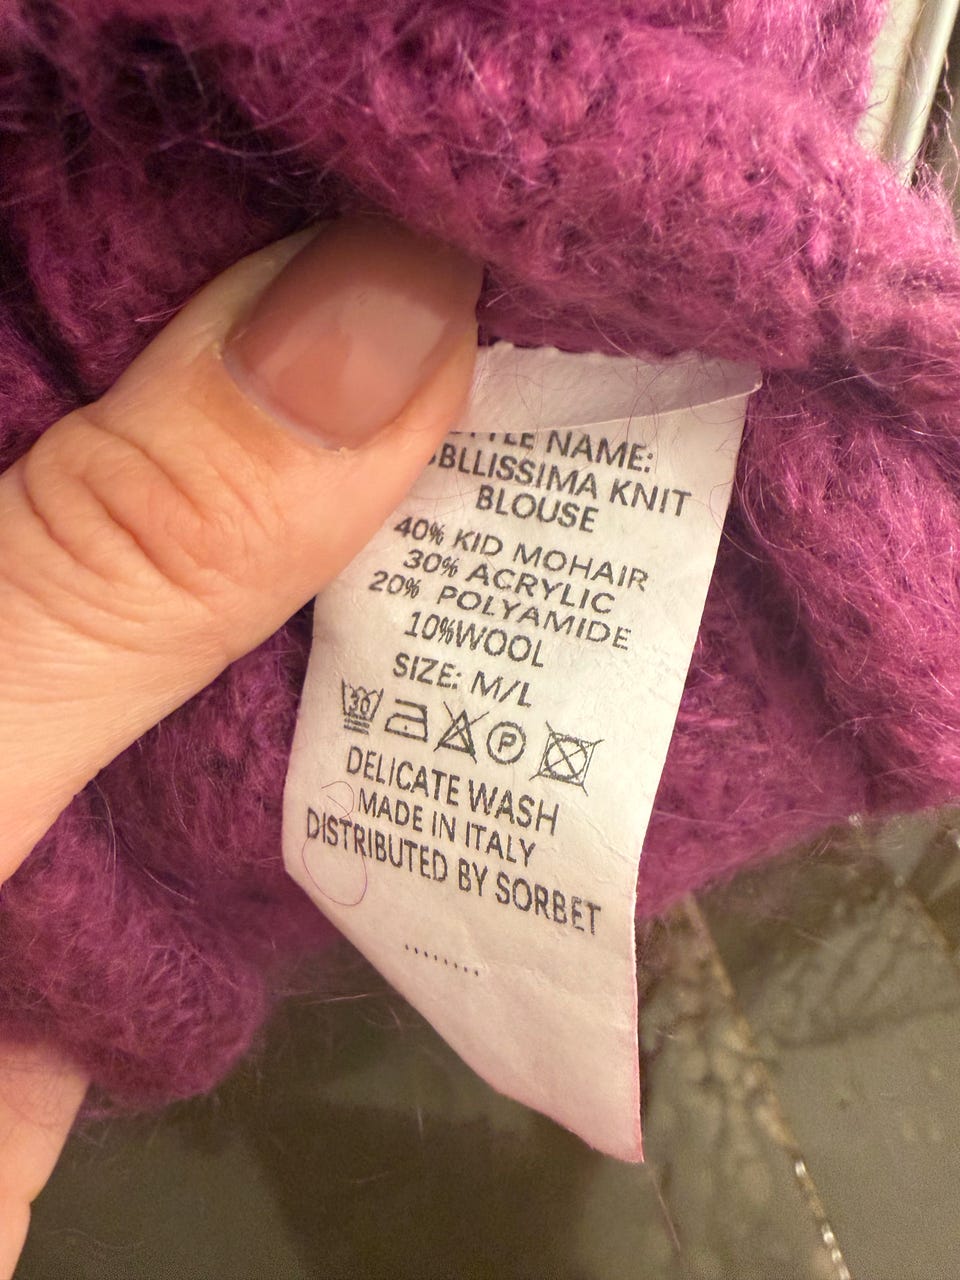 NAME:
KNIT
BLOUSE
40% KID MOHAIR
30% ACRYLIC
20% POLYAMIDE
10%WOOL
SIZE: M/L
30 P
DELICATE WASH
MADE IN ITALY
DISTRIBUTED BY SORBET
.........